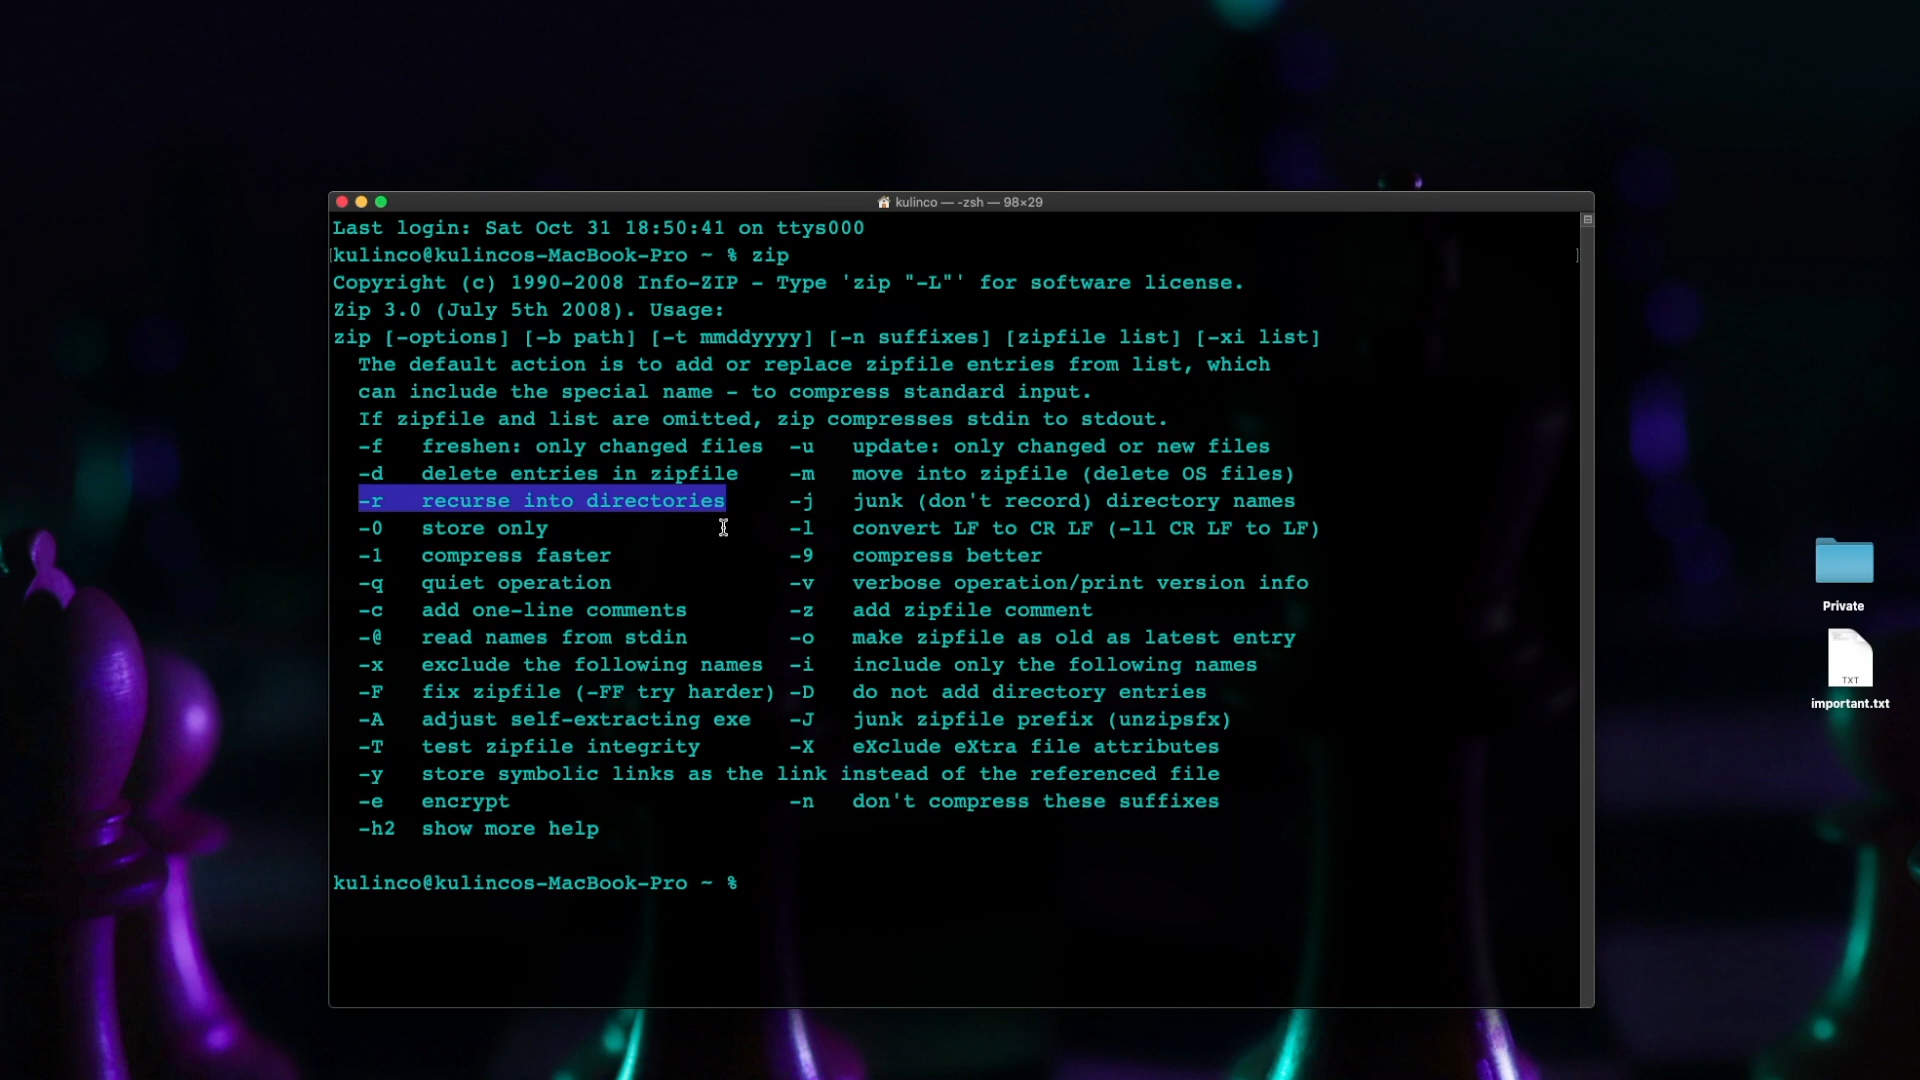 kulinco — -zsh — 98×29
Last login: Sat Oct 31 18:50:41 on ttys000
[kulinco@kulincos-MacBook-Pro ~ % zip ]
Copyright (c) 1990-2008 Info-ZIP - Type 'zip "-L"' for software license.
Zip 3.0 (July 5th 2008). Usage:
zip [-options] [-b path] [-t mmddyyyy] [-n suffixes] [zipfile list] [-xi list]
  The default action is to add or replace zipfile entries from list, which
  can include the special name - to compress standard input.
  If zipfile and list are omitted, zip compresses stdin to stdout.
  -f   freshen: only changed files  -u   update: only changed or new files
  -d   delete entries in zipfile    -m   move into zipfile (delete OS files)
  -r   recurse into directories     -j   junk (don't record) directory names
  -0   store only                   -l   convert LF to CR LF (-ll CR LF to LF)
  -1   compress faster              -9   compress better
  -q   quiet operation              -v   verbose operation/print version info
  -c   add one-line comments        -z   add zipfile comment
  -@   read names from stdin        -o   make zipfile as old as latest entry
  -x   exclude the following names  -i   include only the following names
  -F   fix zipfile (-FF try harder) -D   do not add directory entries
  -A   adjust self-extracting exe   -J   junk zipfile prefix (unzipsfx)
  -T   test zipfile integrity       -X   eXclude eXtra file attributes
  -y   store symbolic links as the link instead of the referenced file
  -e   encrypt                      -n   don't compress these suffixes
  -h2  show more help
kulinco@kulincos-MacBook-Pro ~ %
Private
TXT
important.txt